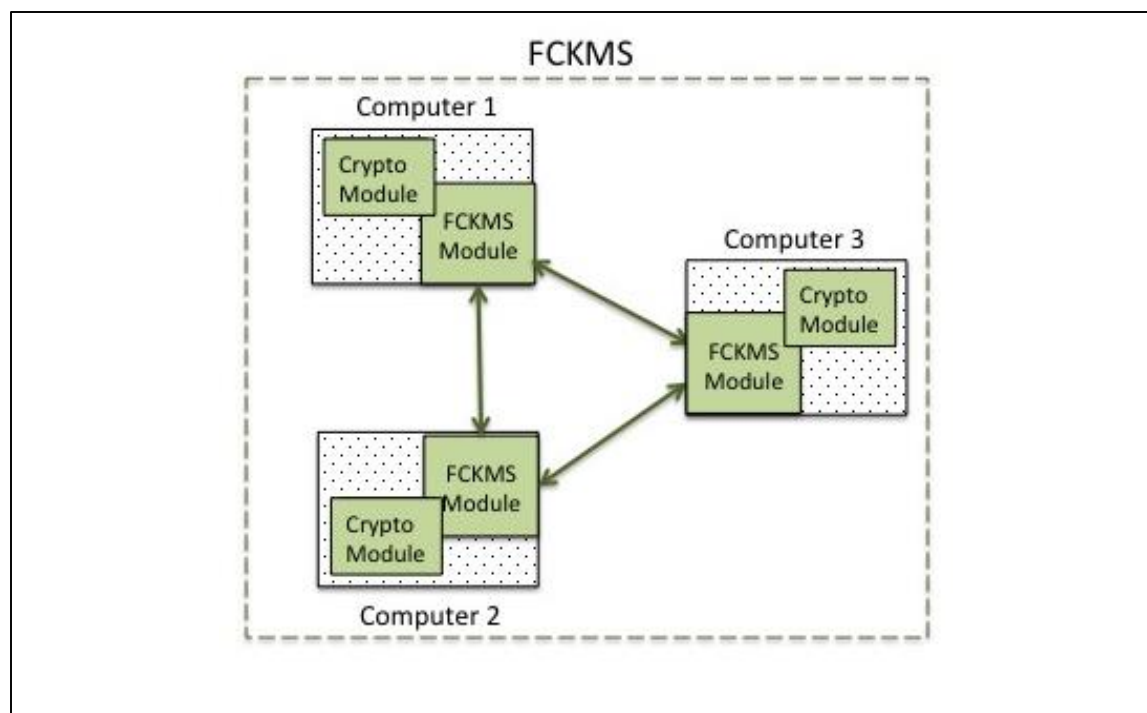 FCKMS
Computer 1
Crypto
Module
FCKMS
Module
Computer 3
Crypto
Module
FCKMS
Module
FCKMS
Module
Crypto
Module
Computer 2